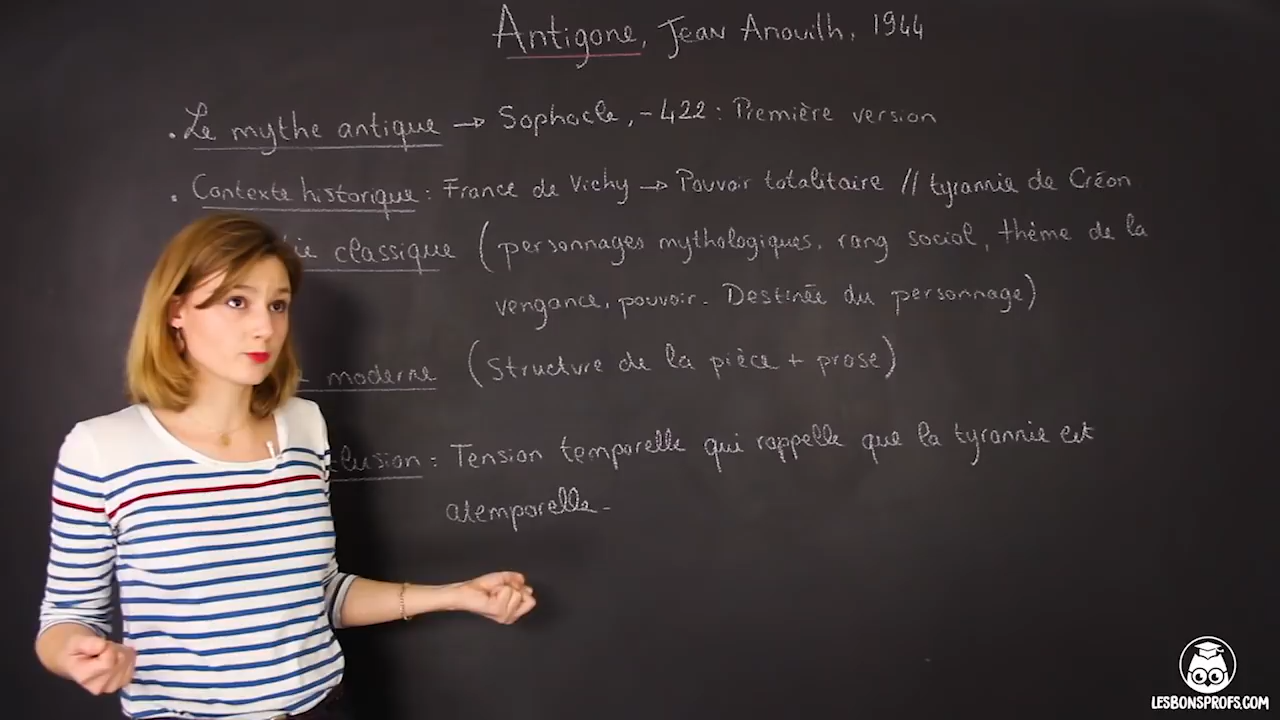 Antigone, Jean Anouilh, 1944
. Le mythe antique → Sophocle, -422 : Première version
. Contexte historique : France de Vichy → Pouvoir totalitaire // tyrannie de Créon
classique (personnages mythologiques, rang social, thème de la
vengance, pouvoir. Destinée du personnage)
moderne (Structure de la pièce + prose)
lusion : Tension temporelle qui rappelle que la tyrannie est
atemporelle.
LESBONSPROFS.COM